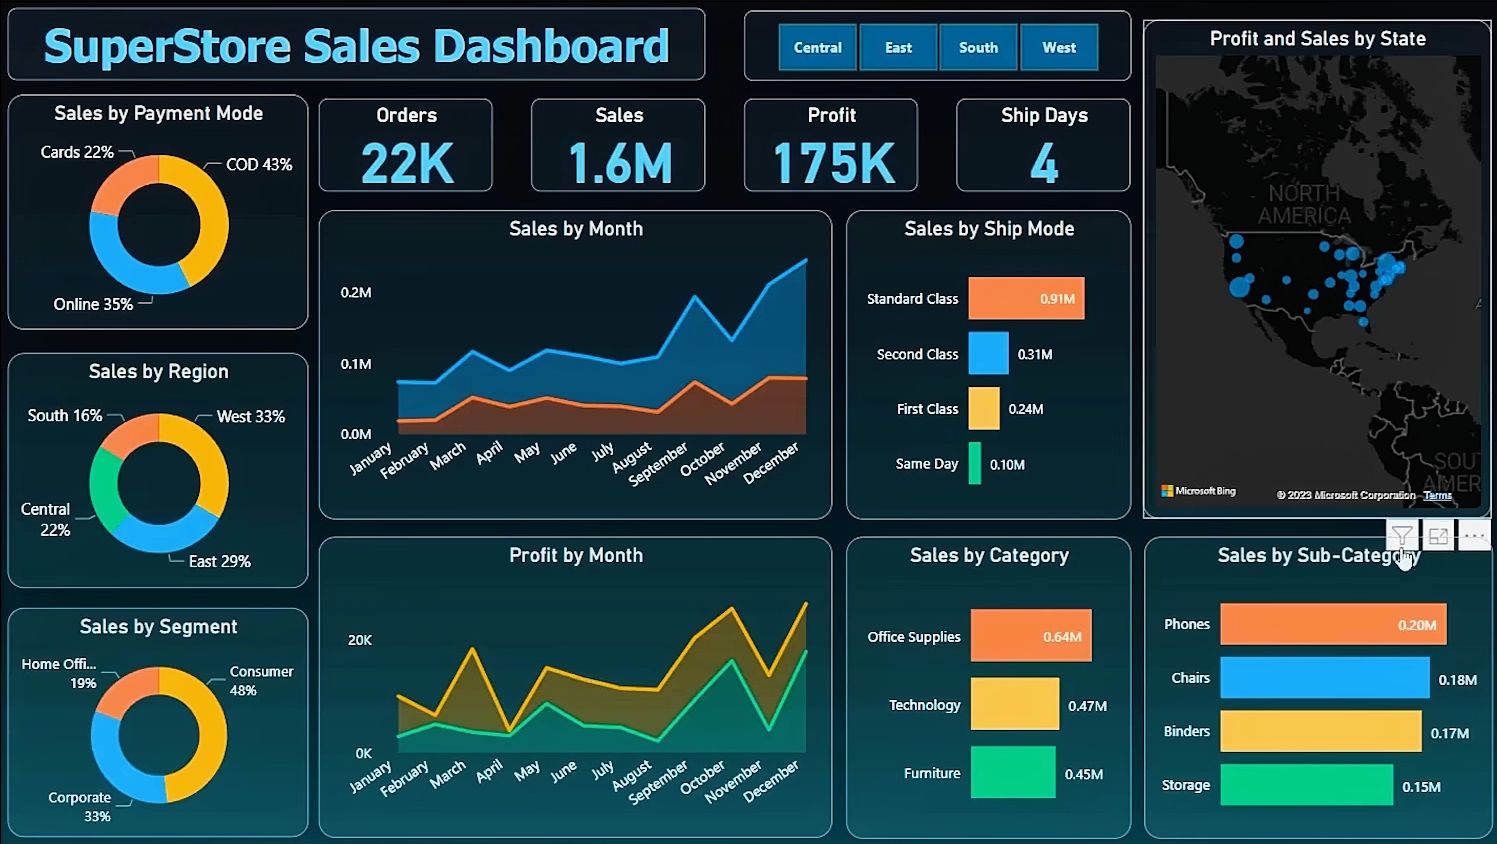 SuperStore Sales Dashboard
Central
East
South
West
Profit and Sales by State
NORTH
AMERICA
Microsoft Bing
© 2023 Microsoft Corporation
Terms
Sales by Payment Mode
Cards 22%
COD 43%
Online 35%
Orders
22K
Sales
1.6M
Profit
175K
Ship Days
4
Sales by Month
0.2M
0.1M
0.0M
January
February
March
April
May
June
July
August
September
October
November
December
Sales by Ship Mode
Standard Class
0.91M
Second Class
0.31M
First Class
0.24M
Same Day
0.10M
Sales by Region
South 16%
West 33%
Central
22%
East 29%
Sales by Segment
Home Offi...
19%
Consumer
48%
Corporate
33%
Profit by Month
20K
0K
January
February
March
April
May
June
July
August
September
October
November
December
Sales by Category
Office Supplies
0.64M
Technology
0.47M
Furniture
0.45M
Sales by Sub-Category
Phones
0.20M
Chairs
0.18M
Binders
0.17M
Storage
0.15M